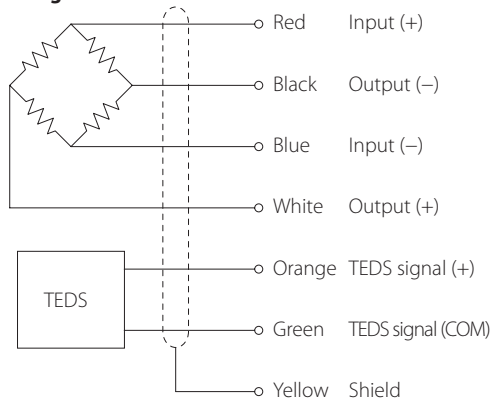 Red Input (+)
Black Output (−)
Blue Input (−)
White Output (+)
Orange TEDS signal (+)
TEDS
Green TEDS signal (COM)
Yellow Shield